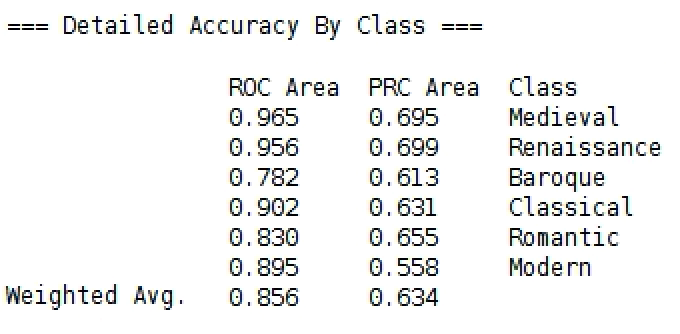 === Detailed Accuracy By Class ===
ROC Area PRC Area Class
0.965 0.695 Medieval
0.956 0.699 Renaissance
0.782 0.613 Baroque
0.902 0.631 Classical
0.830 0.655 Romantic
0.895 0.558 Modern
Weighted Avg. 0.856 0.634